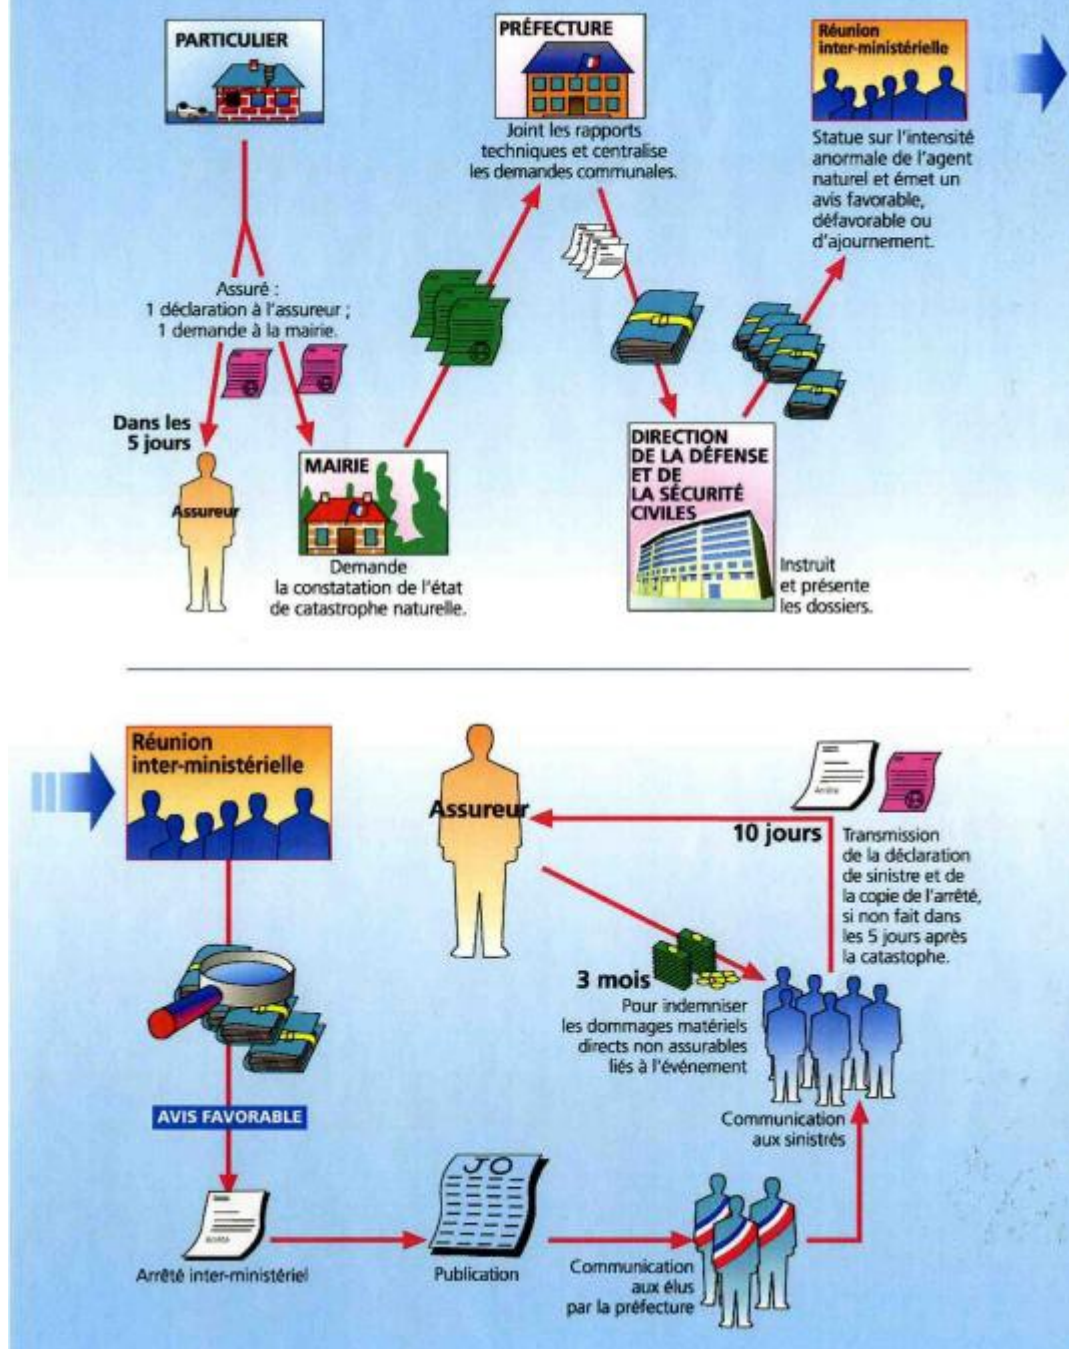 PARTICULIER
Assuré :
1 déclaration à l'assureur ;
1 demande à la mairie.
Dans les
5 jours
Assureur
MAIRIE
Demande
la constatation de l'état
de catastrophe naturelle.
PRÉFECTURE
Joint les rapports
techniques et centralise
les demandes communales.
DIRECTION
DE LA DÉFENSE
ET DE
LA SÉCURITÉ
CIVILES
Instruit
et présente
les dossiers.
Réunion
inter-ministérielle
Statue sur l'intensité
anormale de l'agent
naturel et émet un
avis favorable,
défavorable ou
d'ajournement.
Réunion
inter-ministérielle
AVIS FAVORABLE
Arrêté inter-ministériel
JO
Publication
Communication
aux élus
par la préfecture
Communication
aux sinistrés
Arrêté
10 jours
Transmission
de la déclaration
de sinistre et de
la copie de l'arrêté,
si non fait dans
les 5 jours après
la catastophe.
Assureur
3 mois
Pour indemniser
les dommages matériels
directs non assurables
liés à l'événement